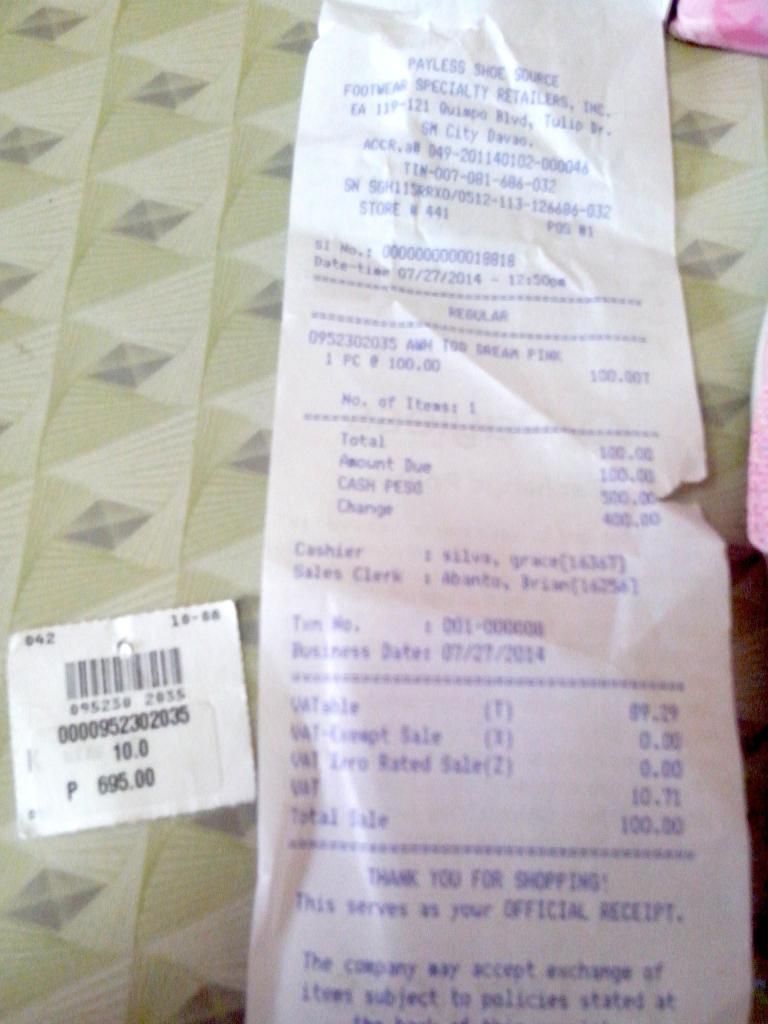 PAYLESS SHOE SOURCE
FOOTWEAR SPECIALTY RETAILERS, INC.
EA 119-121 Quimpo Blvd, Tulip Dr.
SM City Davao.
ACCR.a# 049-201140102-000046
TIN-007-081-686-032
SN SGH115RRXD/0512-113-126686-032
STORE # 441 POS #1
SI No.: 0000000000018818
Date-time 07/27/2014 - 12:50pm
REGULAR
0952302035 AWH TOD DREAM PINK
1 PC @ 100.00 100.00T
No. of Items: 1
Total 100.00
Amount Due 100.00
CASH PESO 500.00
Change 400.00
Cashier : silva, grace[16367]
Sales Clerk : Abanto, Brian[16256]
Txn No. : 001-000008
Business Date: 07/27/2014
VATable (T) 89.29
VAT-Exempt Sale (X) 0.00
VAT Zero Rated Sale(Z) 0.00
VAT 10.71
Total Sale 100.00
THANK YOU FOR SHOPPING!
This serves as your OFFICIAL RECEIPT.
The company may accept exchange of
items subject to policies stated at
the back of this
042 10-08
095230 2035
0000952302035
10.0
P 695.00